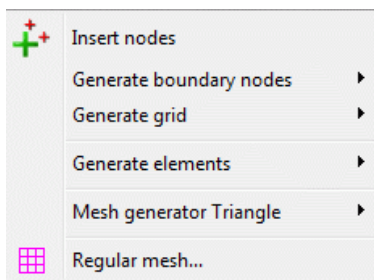 Insert nodes
Generate boundary nodes
Generate grid
Generate elements
Mesh generator Triangle
Regular mesh...